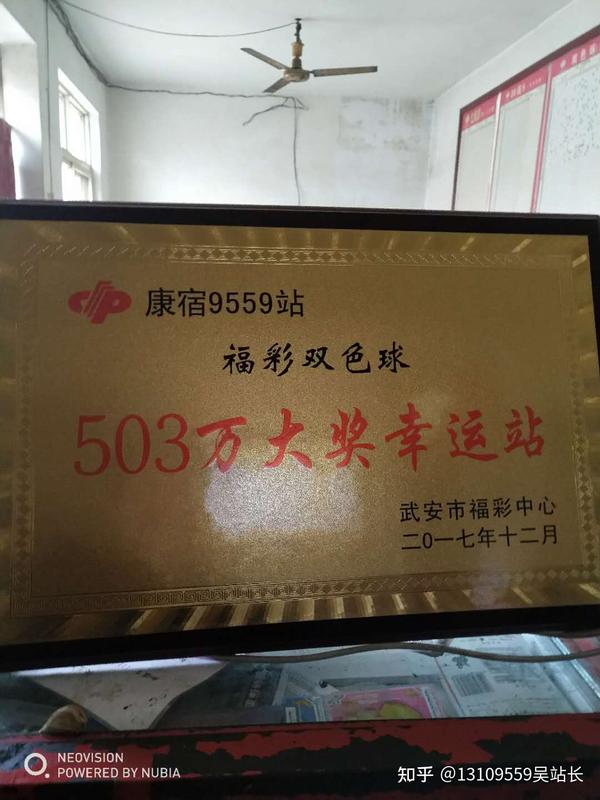 康宿9559站
福彩双色球
503万大奖幸运站
武安市福彩中心
二0一七年十二月
NEOVISION
POWERED BY NUBIA
知乎 @13109559吴站长